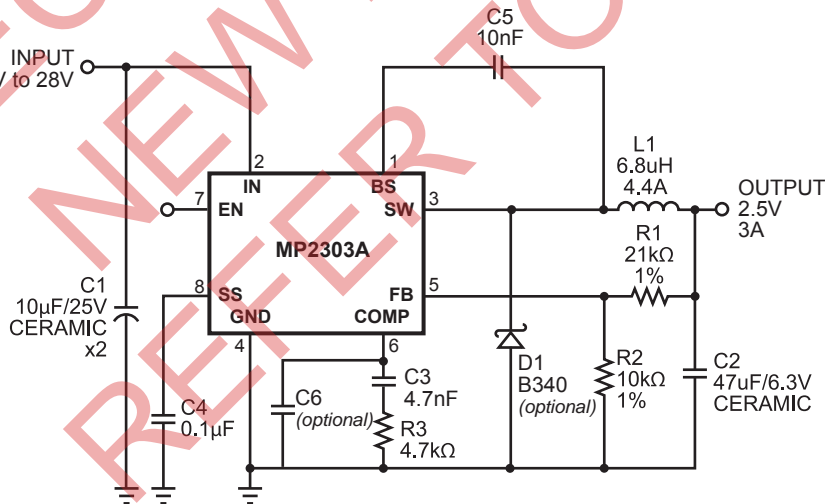 NEW
REFER TO
INPUT
V to 28V
C5
10nF
2
1
IN
BS
7
EN
SW
3
L1
6.8uH
4.4A
OUTPUT
2.5V
3A
MP2303A
R1
21kΩ
1%
C1
10µF/25V
CERAMIC
x2
8
SS
FB
5
GND
COMP
4
6
D1
B340
(optional)
R2
10kΩ
1%
C2
47uF/6.3V
CERAMIC
C4
0.1µF
C6
(optional)
C3
4.7nF
R3
4.7kΩ